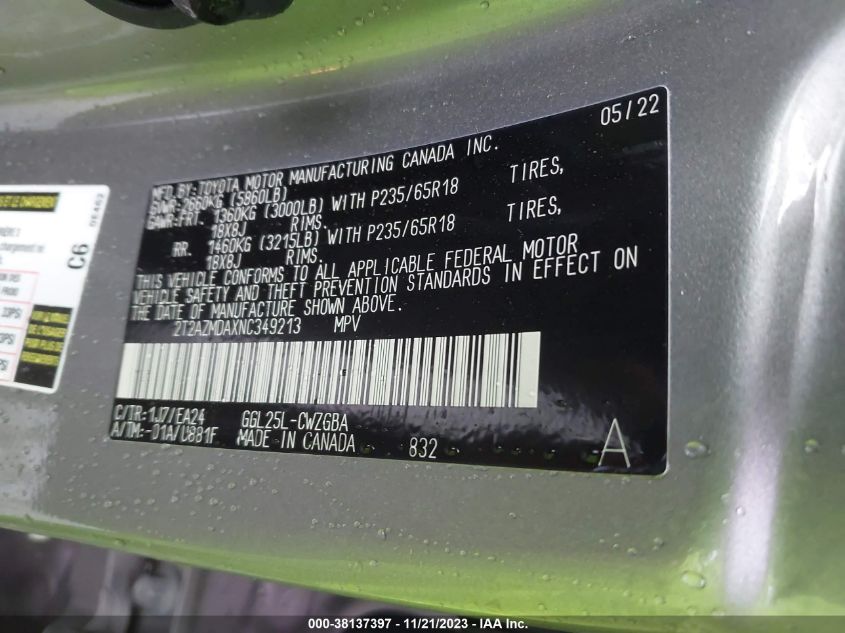 05/22
MFD.BY: TOYOTA MOTOR MANUFACTURING CANADA INC.
GVWR: 2660KG (5860LB)
GAWR:FRT. 1360KG (3000LB) WITH P235/65R18 TIRES,
18X8J RIMS.
RR. 1460KG (3215LB) WITH P235/65R18 TIRES,
18X8J RIMS.
THIS VEHICLE CONFORMS TO ALL APPLICABLE FEDERAL MOTOR
VEHICLE SAFETY AND THEFT PREVENTION STANDARDS IN EFFECT ON
THE DATE OF MANUFACTURE SHOWN ABOVE.
2T2AZMDAXNC349213 MPV
C/TR: 1J7/EA24 GGL25L-CWZGBA
A/TM: -01A/U881F MADE IN CANADA 832 A
C6
0E462
000-38137397 - 11/21/2023 - IAA Inc.